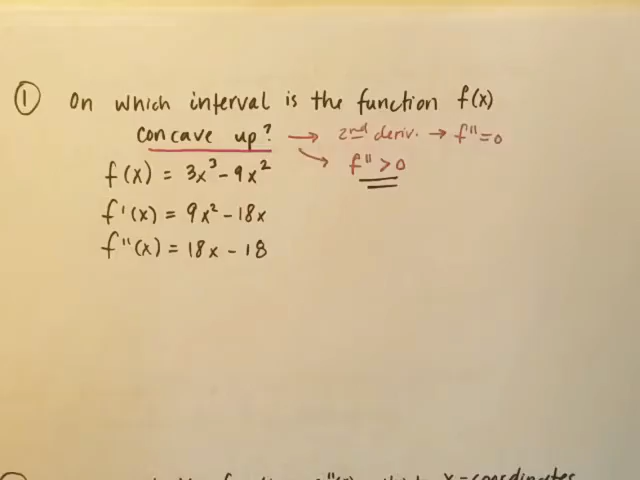 ① On which interval is the function f(x)
concave up? → 2nd deriv. → f''=0
→ f''>0
f(x) = 3x³-9x²
f'(x) = 9x²-18x
f''(x) = 18x-18
x-coordinates